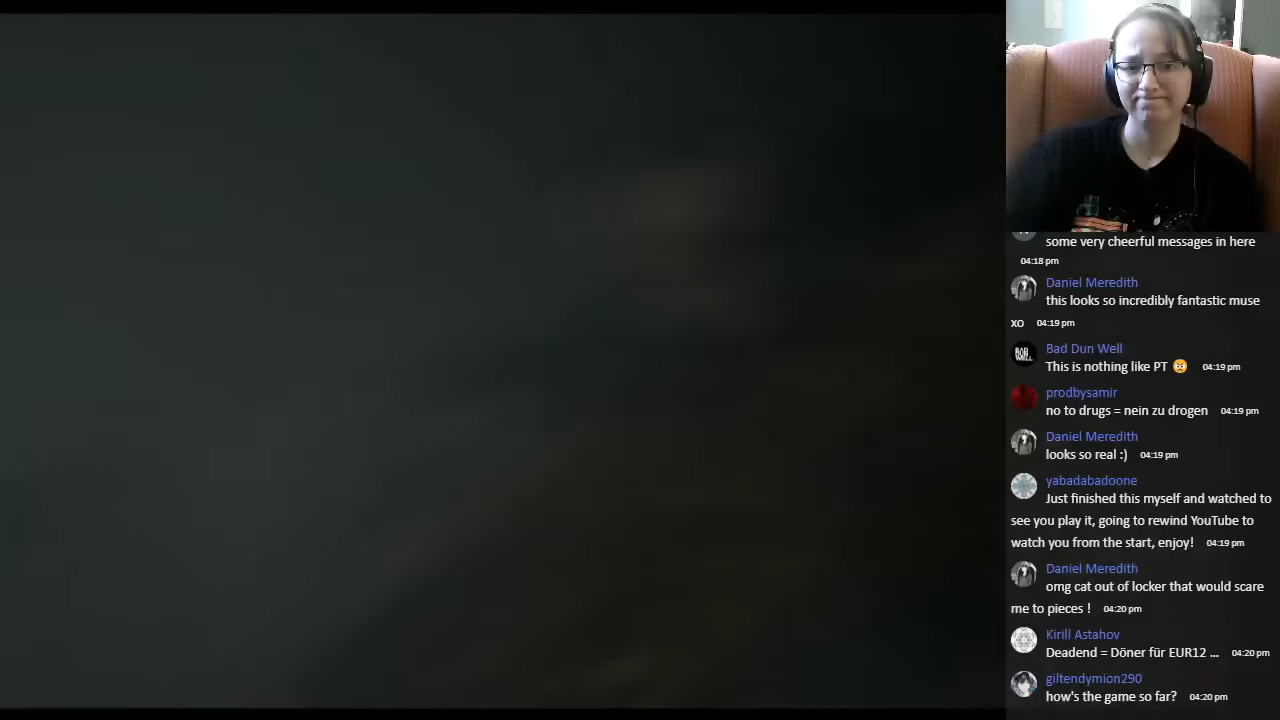 some very cheerful messages in here
04:18 pm
Daniel Meredith
this looks so incredibly fantastic muse
xo 04:19 pm
Bad Dun Well
This is nothing like PT 😳 04:19 pm
prodbysamir
no to drugs = nein zu drogen 04:19 pm
Daniel Meredith
looks so real :) 04:19 pm
yabadabadoone
Just finished this myself and watched to
see you play it, going to rewind YouTube to
watch you from the start, enjoy! 04:19 pm
Daniel Meredith
omg cat out of locker that would scare
me to pieces ! 04:20 pm
Kirill Astahov
Deadend = Döner für EUR12 ... 04:20 pm
giltendymion290
how's the game so far? 04:20 pm